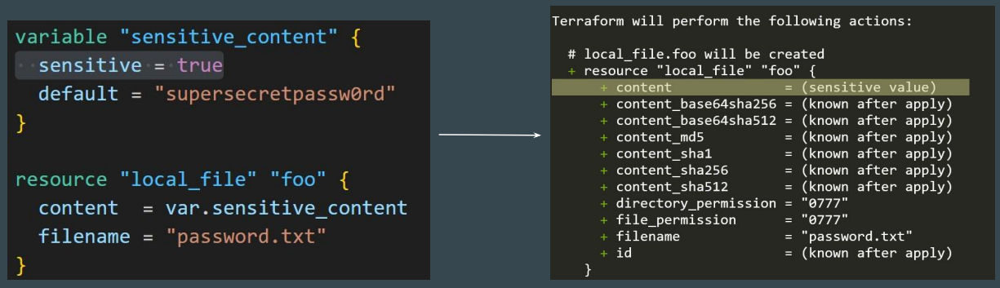 variable "sensitive_content" {
  sensitive = true
  default = "supersecretpassw0rd"
}
resource "local_file" "foo" {
  content  = var.sensitive_content
  filename = "password.txt"
}
Terraform will perform the following actions:
  # local_file.foo will be created
  + resource "local_file" "foo" {
      + content              = (sensitive value)
      + content_base64sha256 = (known after apply)
      + content_base64sha512 = (known after apply)
      + content_md5          = (known after apply)
      + content_sha1         = (known after apply)
      + content_sha256       = (known after apply)
      + content_sha512       = (known after apply)
      + directory_permission = "0777"
      + file_permission      = "0777"
      + filename             = "password.txt"
      + id                   = (known after apply)
    }